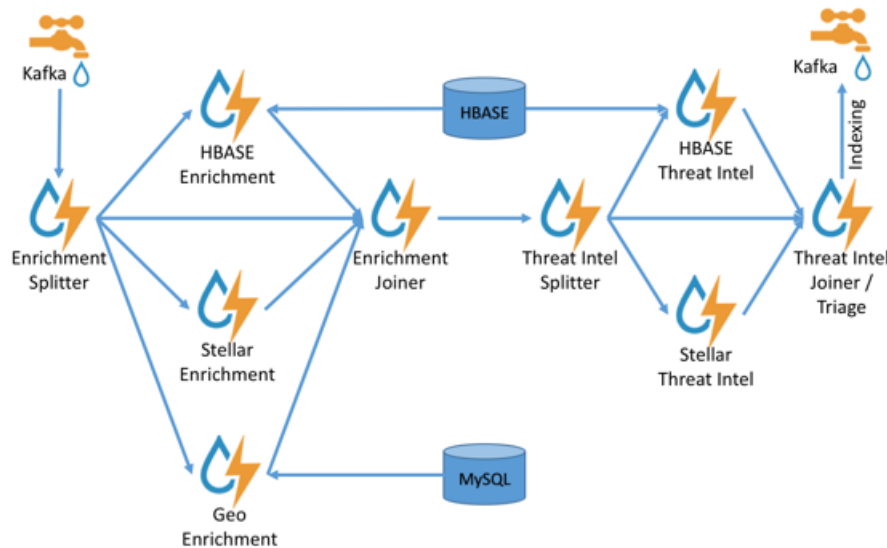 Kafka
Kafka
HBASE
Enrichment
HBASE
HBASE
Threat Intel
Indexing
Enrichment
Splitter
Enrichment
Joiner
Threat Intel
Splitter
Threat Intel
Joiner /
Triage
Stellar
Enrichment
Stellar
Threat Intel
MySQL
Geo
Enrichment